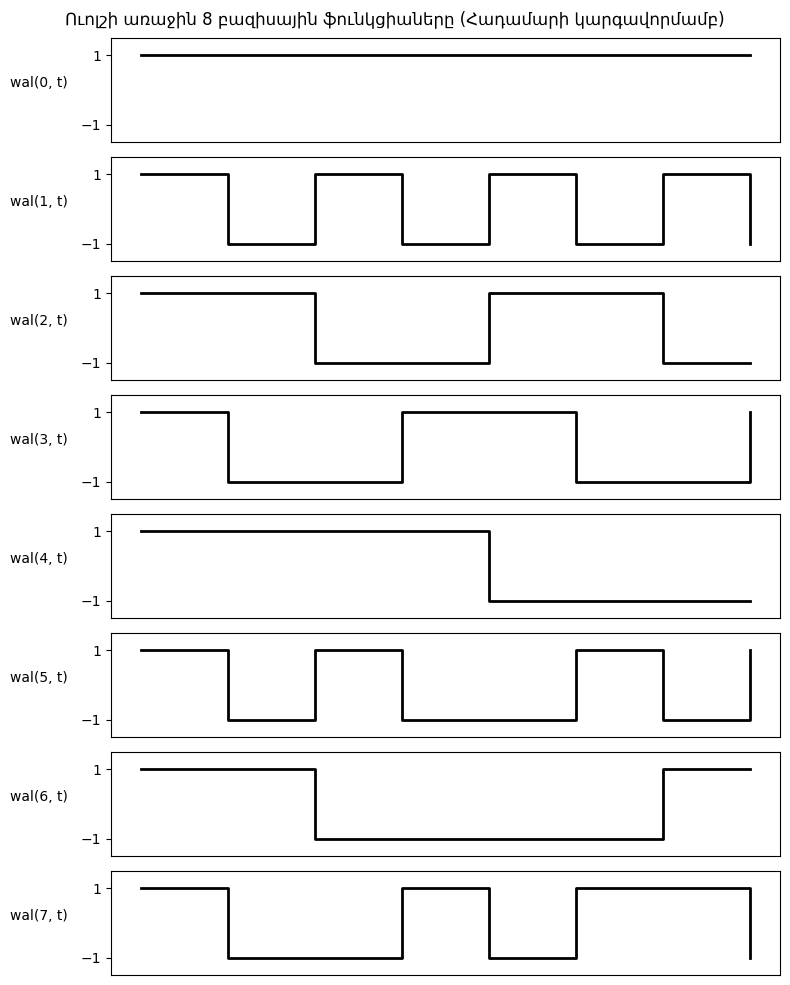 Ուոլշի առաջին 8 բազիսային ֆունկցիաները (Հադամարի կարգավորմամբ)
1
wal(0, t)
−1
1
wal(1, t)
−1
1
wal(2, t)
−1
1
wal(3, t)
−1
1
wal(4, t)
−1
1
wal(5, t)
−1
1
wal(6, t)
−1
1
wal(7, t)
−1